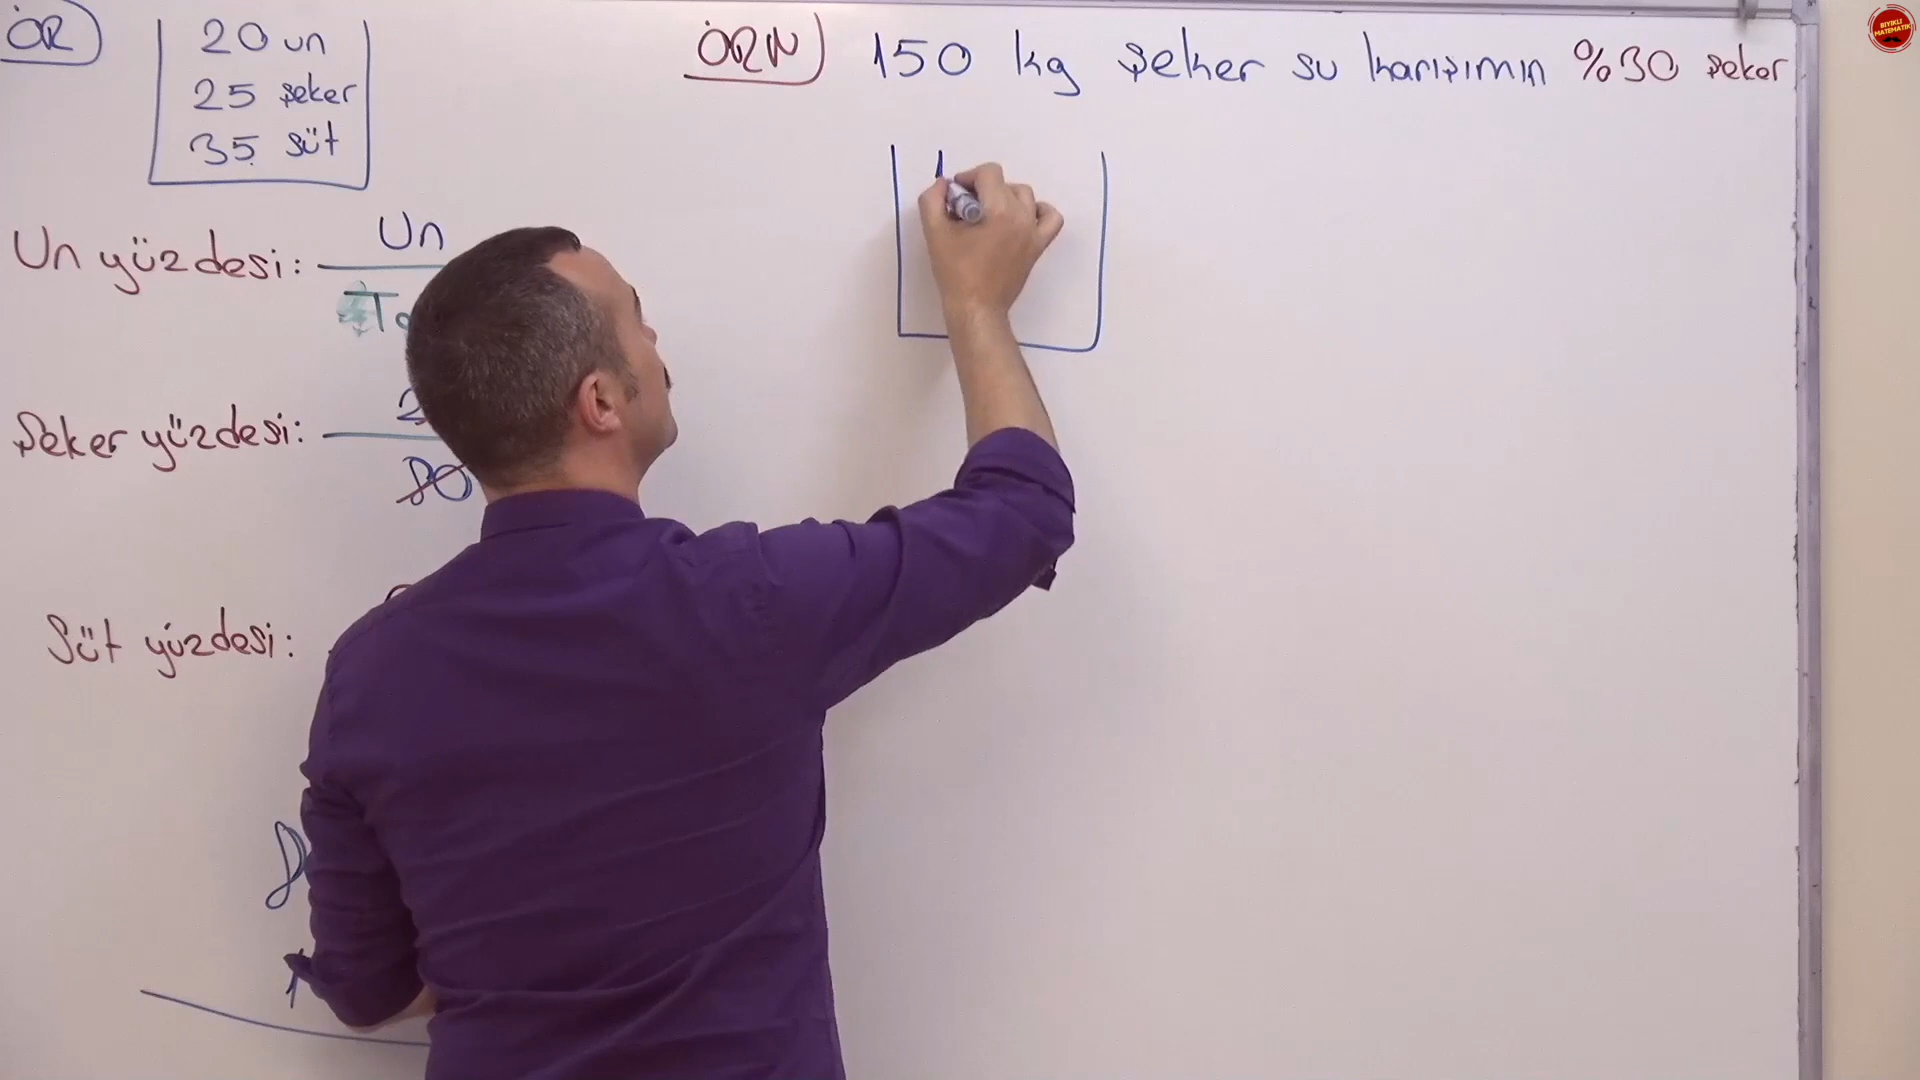 ÖR
20 un
25 şeker
35 süt
Un yüzdesi: Un
Şeker yüzdesi:
80
Süt yüzdesi:
ÖRN) 150 kg şeker su karışımın %30 şeker
BIYIKLI
MATEMATİK